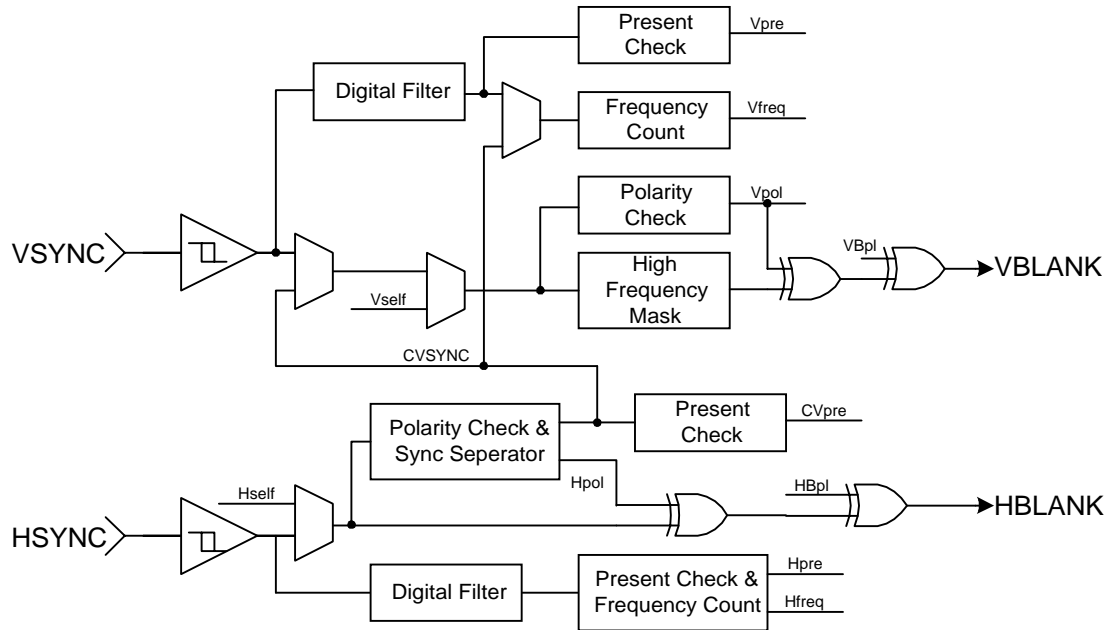 Present
Check
Vpre
Digital Filter
Frequency
Count
Vfreq
Polarity
Check
Vpol
VSYNC
VBpl
VBLANK
High
Frequency
Mask
Vself
CVSYNC
Polarity Check &
Sync Seperator
Present
Check
CVpre
Hpol
Hself
HBpl
HSYNC
HBLANK
Digital Filter
Present Check &
Frequency Count
Hpre
Hfreq